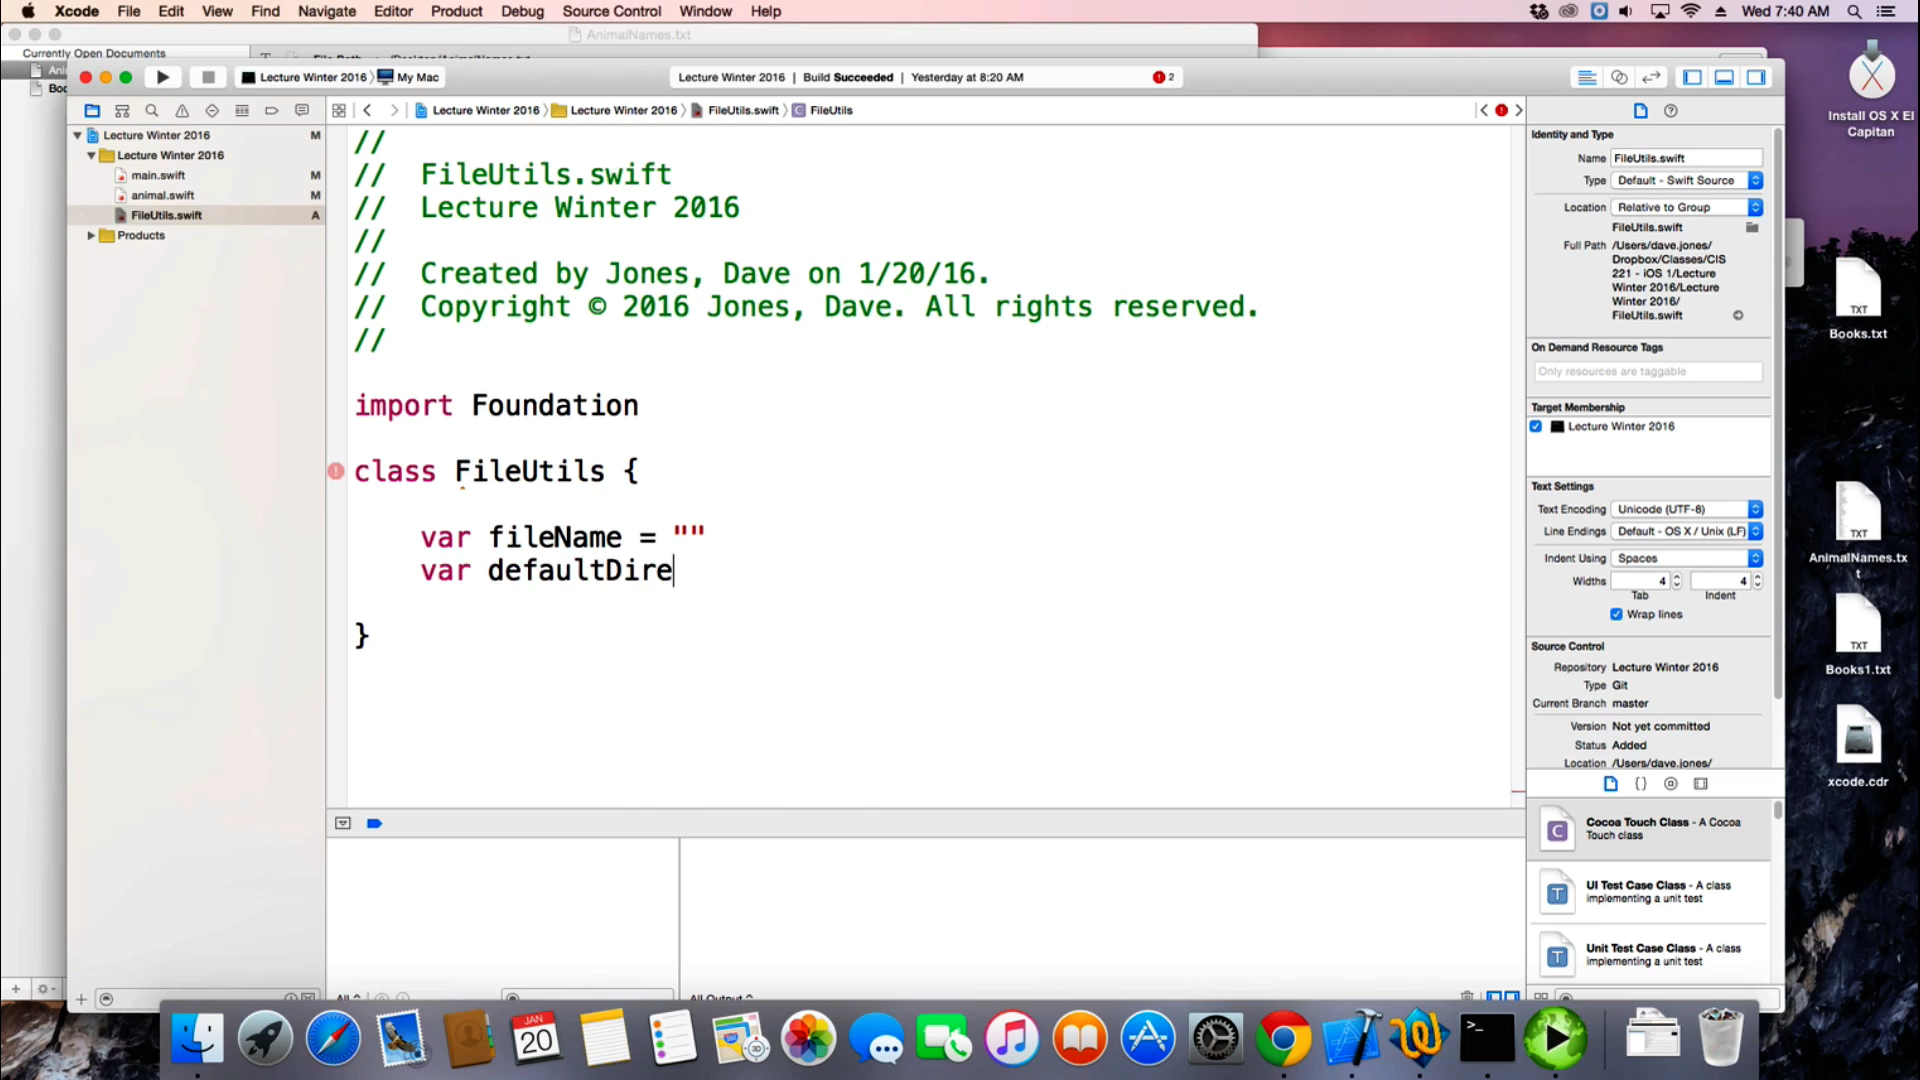 Xcode File Edit View Find Navigate Editor Product Debug Source Control Window Help Wed 7:40 AM
AnimalNames.txt
Currently Open Documents
Lecture Winter 2016 My Mac Lecture Winter 2016 | Build Succeeded | Yesterday at 8:20 AM 2
Lecture Winter 2016 Lecture Winter 2016 FileUtils.swift C FileUtils
Lecture Winter 2016 M
Lecture Winter 2016
main.swift M
animal.swift M
FileUtils.swift A
Products
//
// FileUtils.swift
// Lecture Winter 2016
//
// Created by Jones, Dave on 1/20/16.
// Copyright © 2016 Jones, Dave. All rights reserved.
//
import Foundation
class FileUtils {
var fileName = ""
var defaultDire
}
Identity and Type
Name FileUtils.swift
Type Default - Swift Source
Location Relative to Group
FileUtils.swift
Full Path /Users/dave.jones/
Dropbox/Classes/CIS
221 - iOS 1/Lecture
Winter 2016/Lecture
Winter 2016/
FileUtils.swift
On Demand Resource Tags
Only resources are taggable
Target Membership
Lecture Winter 2016
Text Settings
Text Encoding Unicode (UTF-8)
Line Endings Default - OS X / Unix (LF)
Indent Using Spaces
Widths 4 4
Tab Indent
Wrap lines
Source Control
Repository Lecture Winter 2016
Type Git
Current Branch master
Version Not yet committed
Status Added
Location /Users/dave.jones/
{}
C
Cocoa Touch Class - A Cocoa
Touch class
T
UI Test Case Class - A class
implementing a unit test
T
Unit Test Case Class - A class
implementing a unit test
All Output
Install OS X El
Capitan
TXT
Books.txt
TXT
AnimalNames.tx
t
TXT
Books1.txt
xcode.cdr
JAN
20